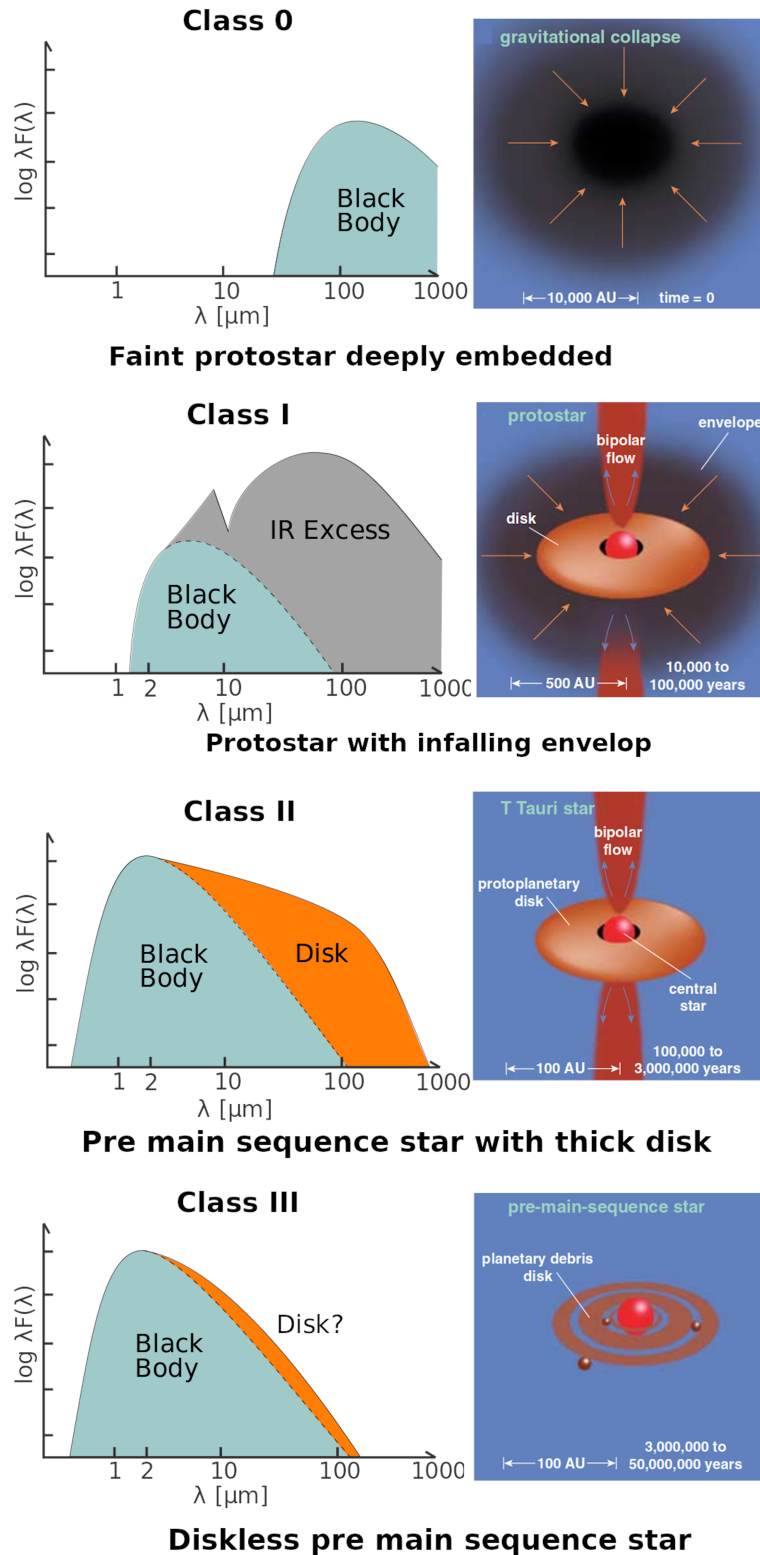 Class 0
log λF(λ)
Black
Body
1
10
100
1000
λ [μm]
gravitational collapse
10,000 AU
time = 0
Faint protostar deeply embedded
Class I
log λF(λ)
IR Excess
Black
Body
1
2
10
100
1000
λ [μm]
protostar
envelope
bipolar
flow
disk
500 AU
10,000 to
100,000 years
Protostar with infalling envelop
Class II
log λF(λ)
Black
Body
Disk
1
2
10
100
1000
λ [μm]
T Tauri star
bipolar
flow
protoplanetary
disk
central
star
100 AU
100,000 to
3,000,000 years
Pre main sequence star with thick disk
Class III
log λF(λ)
Disk?
Black
Body
1
2
10
100
1000
λ [μm]
pre-main-sequence star
planetary debris
disk
100 AU
3,000,000 to
50,000,000 years
Diskless pre main sequence star